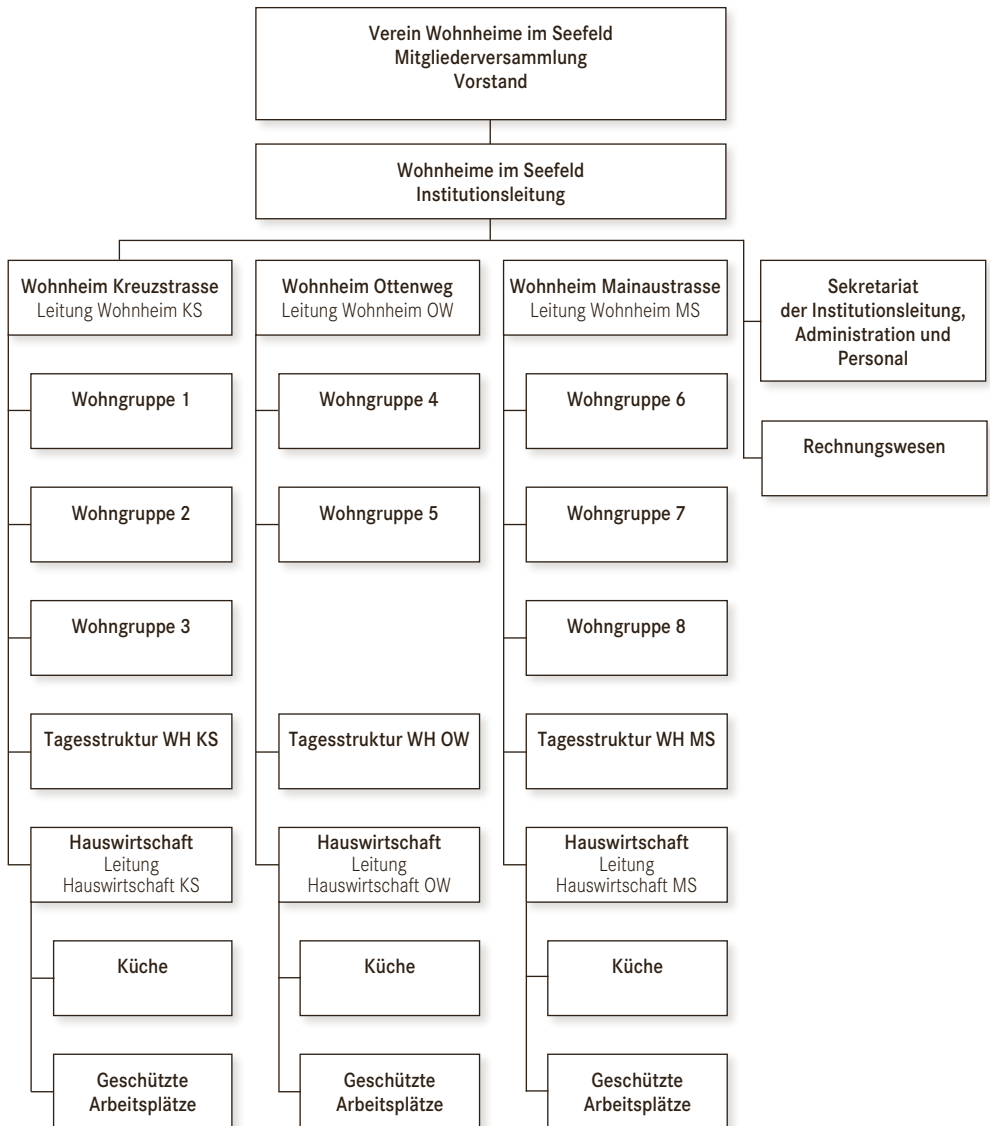 Verein Wohnheime im Seefeld
Mitgliederversammlung
Vorstand
Wohnheime im Seefeld
Institutionsleitung
Wohnheim Kreuzstrasse
Leitung Wohnheim KS
Wohngruppe 1
Wohngruppe 2
Wohngruppe 3
Tagesstruktur WH KS
Hauswirtschaft
Leitung
Hauswirtschaft KS
Küche
Geschützte
Arbeitsplätze
Wohnheim Ottenweg
Leitung Wohnheim OW
Wohngruppe 4
Wohngruppe 5
Tagesstruktur WH OW
Hauswirtschaft
Leitung
Hauswirtschaft OW
Küche
Geschützte
Arbeitsplätze
Wohnheim Mainaustrasse
Leitung Wohnheim MS
Wohngruppe 6
Wohngruppe 7
Wohngruppe 8
Tagesstruktur WH MS
Hauswirtschaft
Leitung
Hauswirtschaft MS
Küche
Geschützte
Arbeitsplätze
Sekretariat
der Institutionsleitung,
Administration und
Personal
Rechnungswesen